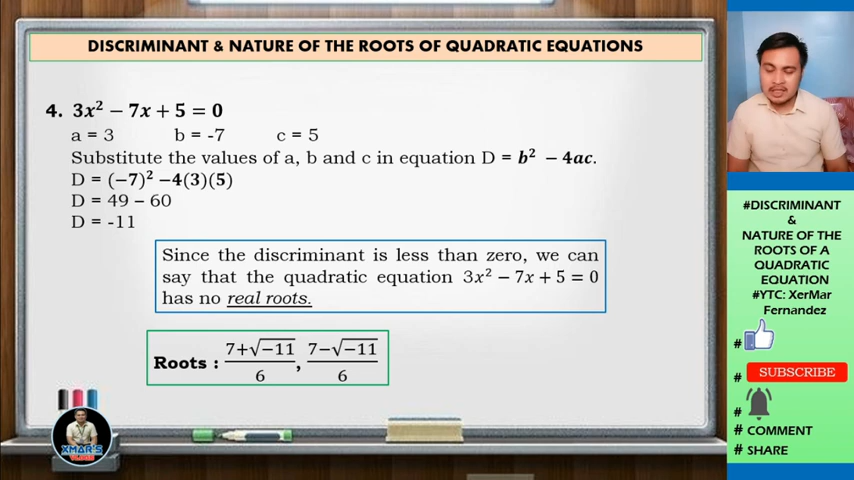 DISCRIMINANT & NATURE OF THE ROOTS OF QUADRATIC EQUATIONS
4. 3x² − 7x + 5 = 0
a = 3 b = -7 c = 5
Substitute the values of a, b and c in equation D = b² − 4ac.
D = (−7)² −4(3)(5)
D = 49 − 60
D = -11
Since the discriminant is less than zero, we can
say that the quadratic equation 3x² − 7x + 5 = 0
has no real roots.
Roots : 7+√−11/6, 7−√−11/6
XMAR'S
#DISCRIMINANT
&
NATURE OF THE
ROOTS OF A
QUADRATIC
EQUATION
#YTC: XerMar
Fernandez
#
# SUBSCRIBE
#
# COMMENT
# SHARE